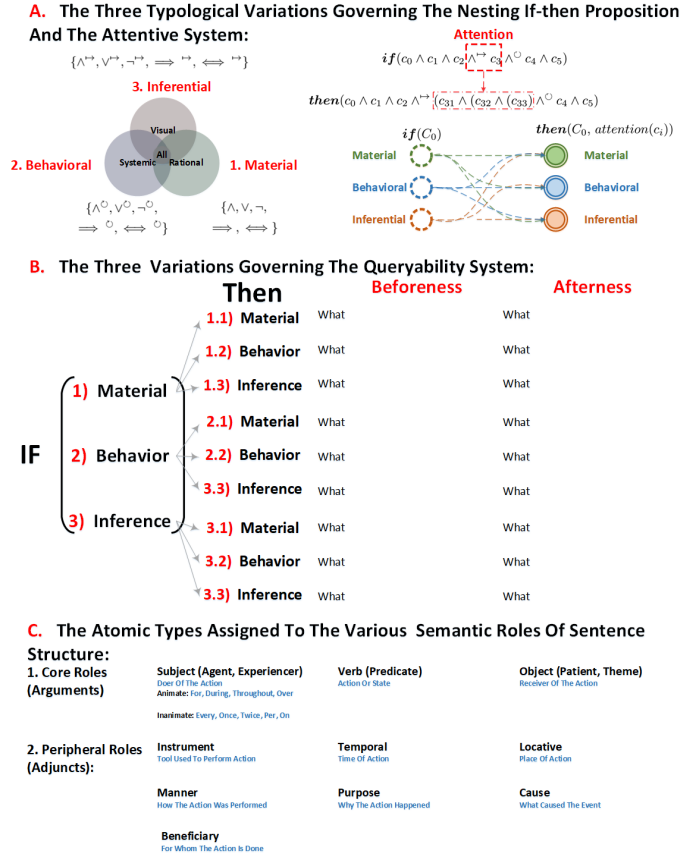 A. The Three Typological Variations Governing The Nesting If-then Proposition
And The Attentive System:
{∧↦, ∨↦, ¬↦, ⟹ ↦, ⟺ ↦}
3. Inferential
Visual
All
Systemic
Rational
2. Behavioral
1. Material
{∧↻, ∨↻, ¬↻,
⟹ ↻, ⟺ ↻}
{∧, ∨, ¬,
⟹ , ⟺ }
Attention
if(c0 ∧ c1 ∧ c2 ∧↦ c3 ∧↻ c4 ∧ c5)
then(c0 ∧ c1 ∧ c2 ∧↦ (c31 ∧ (c32 ∧ (c33) ∧↻ c4 ∧ c5)
if(C0)
then(C0, attention(ci))
Material
Material
Behavioral
Behavioral
Inferential
Inferential
B. The Three Variations Governing The Queryability System:
Then
Beforeness
Afterness
IF
1) Material
2) Behavior
3) Inference
1.1) Material What What
1.2) Behavior What What
1.3) Inference What What
2.1) Material What What
2.2) Behavior What What
3.3) Inference What What
3.1) Material What What
3.2) Behavior What What
3.3) Inference What What
C. The Atomic Types Assigned To The Various Semantic Roles Of Sentence
Structure:
1. Core Roles
(Arguments)
Subject (Agent, Experiencer)
Doer Of The Action
Animate: For, During, Throughout, Over
Inanimate: Every, Once, Twice, Per, On
Verb (Predicate)
Action Or State
Object (Patient, Theme)
Receiver Of The Action
2. Peripheral Roles
(Adjuncts):
Instrument
Tool Used To Perform Action
Temporal
Time Of Action
Locative
Place Of Action
Manner
How The Action Was Performed
Purpose
Why The Action Happened
Cause
What Caused The Event
Beneficiary
For Whom The Action Is Done